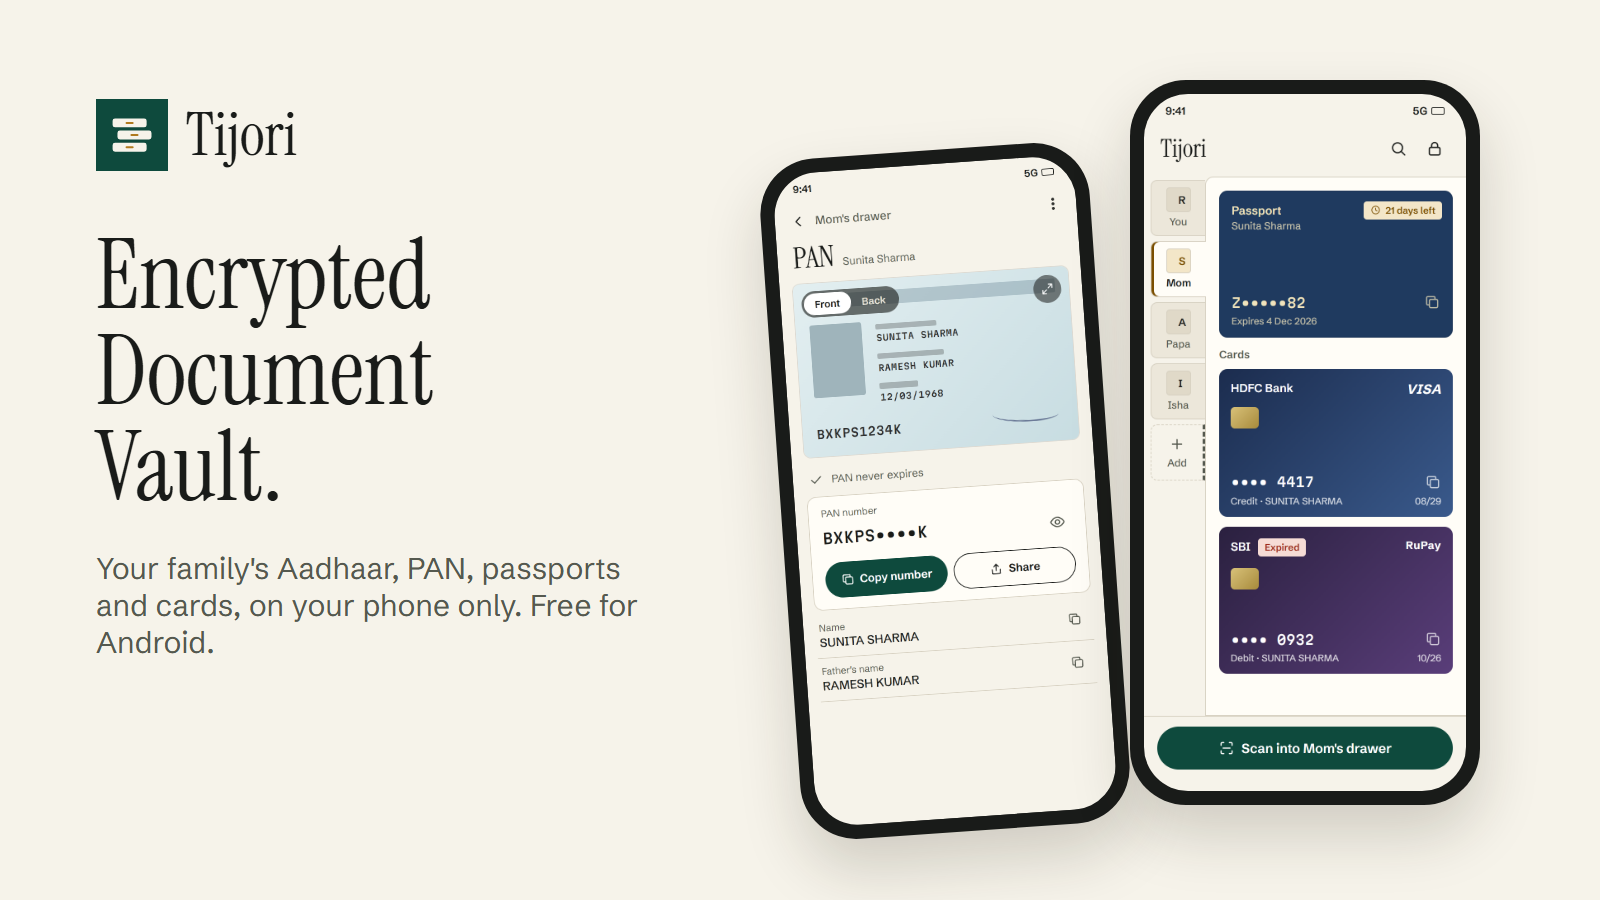 Tijori
Encrypted
Document
Vault.
Your family's Aadhaar, PAN, passports
and cards, on your phone only. Free for
Android.
9:41
5G
Mom's drawer
PAN Sunita Sharma
Front Back
SUNITA SHARMA
RAMESH KUMAR
12/03/1968
BXKPS1234K
PAN never expires
PAN number
BXKPS••••K
Copy number
Share
Name
SUNITA SHARMA
Father's name
RAMESH KUMAR
9:41
5G
Tijori
R
You
S
Mom
A
Papa
I
Isha
+
Add
Passport
21 days left
Sunita Sharma
Z•••••82
Expires 4 Dec 2026
Cards
HDFC Bank
VISA
•••• 4417
Credit · SUNITA SHARMA
08/29
SBI Expired
RuPay
•••• 0932
Debit · SUNITA SHARMA
10/26
Scan into Mom's drawer